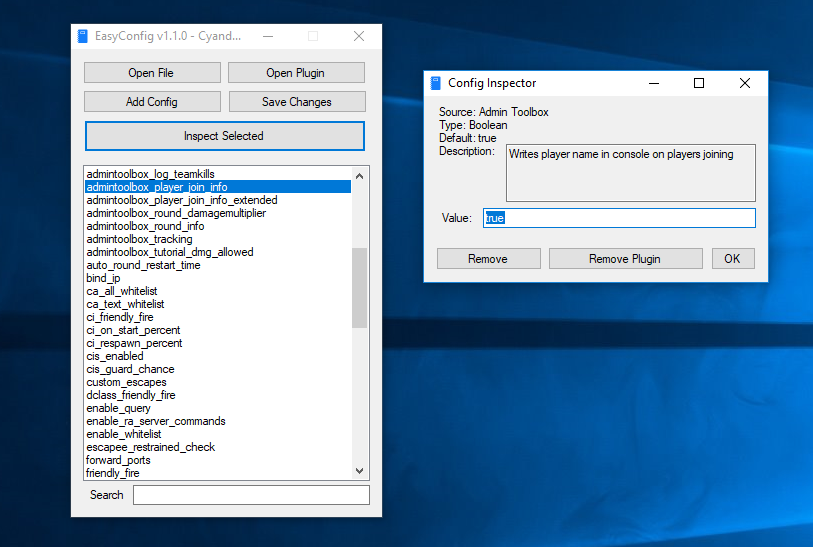 EasyConfig v1.1.0 - Cyand...
Open File
Open Plugin
Add Config
Save Changes
Inspect Selected
admintoolbox_log_teamkills
admintoolbox_player_join_info
admintoolbox_player_join_info_extended
admintoolbox_round_damagemultiplier
admintoolbox_round_info
admintoolbox_tracking
admintoolbox_tutorial_dmg_allowed
auto_round_restart_time
bind_ip
ca_all_whitelist
ca_text_whitelist
ci_friendly_fire
ci_on_start_percent
ci_respawn_percent
cis_enabled
cis_guard_chance
custom_escapes
dclass_friendly_fire
enable_query
enable_ra_server_commands
enable_whitelist
escapee_restrained_check
forward_ports
friendly_fire
Search
Config Inspector
Source: Admin Toolbox
Type: Boolean
Default: true
Description:
Writes player name in console on players joining
Value:
true
Remove
Remove Plugin
OK